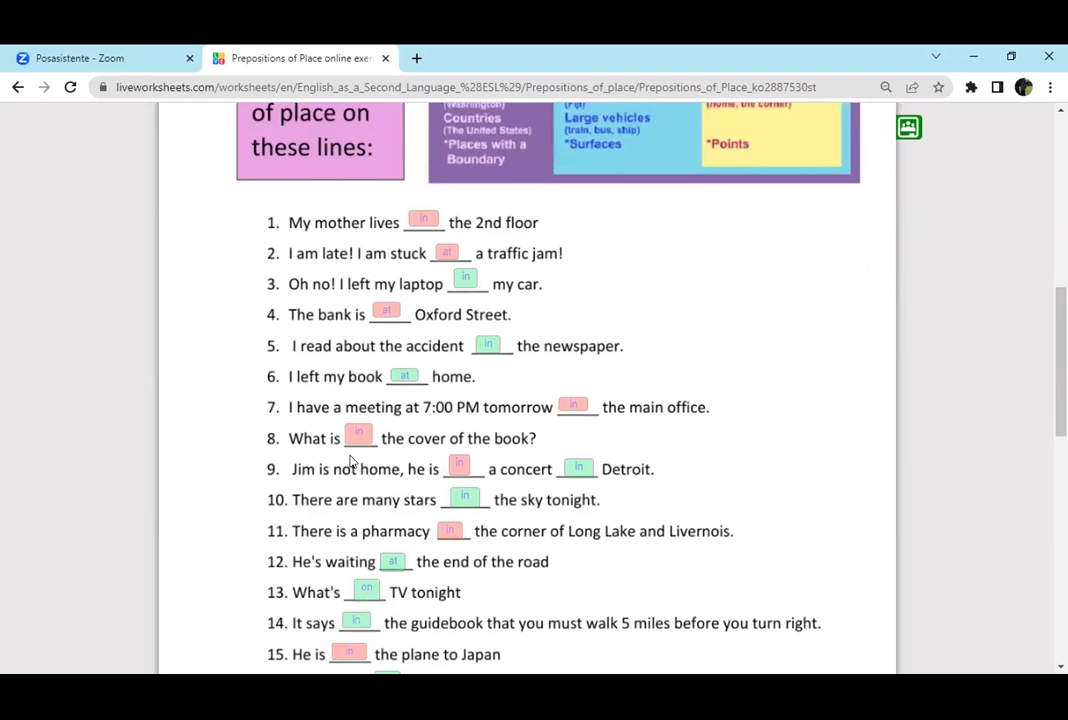 Posasistente - Zoom
Prepositions of Place online exer
liveworksheets.com/worksheets/en/English_as_a_Second_Language_%28ESL%29/Prepositions_of_place/Prepositions_of_Place_ko2887530st
of place on
these lines:
(Washington)
Countries
(The United States)
*Places with a
Boundary
(Fiji)
Large vehicles
(train, bus, ship)
*Surfaces
(home, the corner)
*Points
1. My mother lives in the 2nd floor
2. I am late! I am stuck at a traffic jam!
3. Oh no! I left my laptop in my car.
4. The bank is at Oxford Street.
5. I read about the accident in the newspaper.
6. I left my book at home.
7. I have a meeting at 7:00 PM tomorrow in the main office.
8. What is in the cover of the book?
9. Jim is not home, he is in a concert in Detroit.
10. There are many stars in the sky tonight.
11. There is a pharmacy in the corner of Long Lake and Livernois.
12. He's waiting at the end of the road
13. What's on TV tonight
14. It says in the guidebook that you must walk 5 miles before you turn right.
15. He is in the plane to Japan